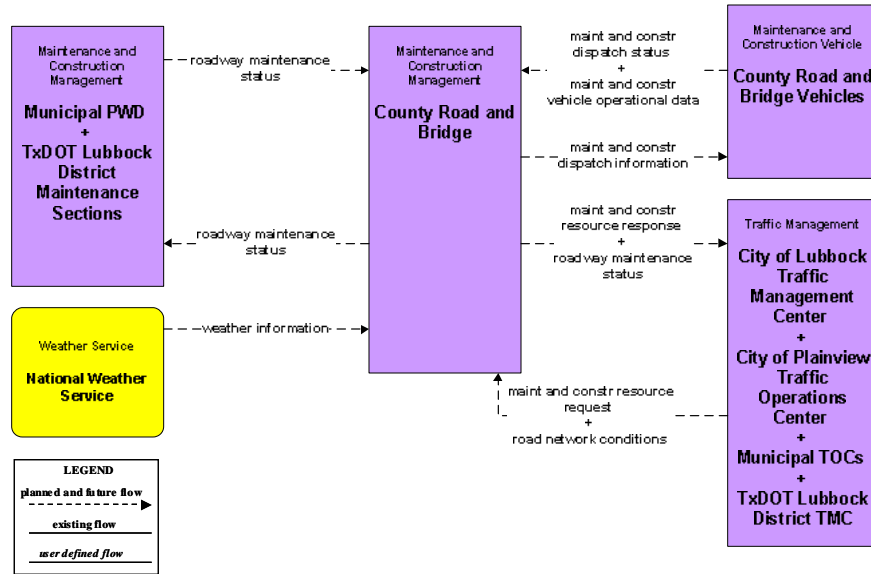 Maintenance and
Construction
Management
Municipal PWD
+
TxDOT Lubbock
District
Maintenance
Sections
roadway maintenance
status
roadway maintenance
status
Weather Service
National Weather
Service
weather information
Maintenance and
Construction
Management
County Road and
Bridge
maint and constr
dispatch status
+
maint and constr
vehicle operational data
maint and constr
dispatch information
Maintenance and
Construction Vehicle
County Road and
Bridge Vehicles
maint and constr
resource response
+
roadway maintenance
status
maint and constr resource
request
+
road network conditions
Traffic Management
City of Lubbock
Traffic
Management
Center
+
City of Plainview
Traffic
Operations
Center
+
Municipal TOCs
+
TxDOT Lubbock
District TMC
LEGEND
planned and future flow
existing flow
user defined flow